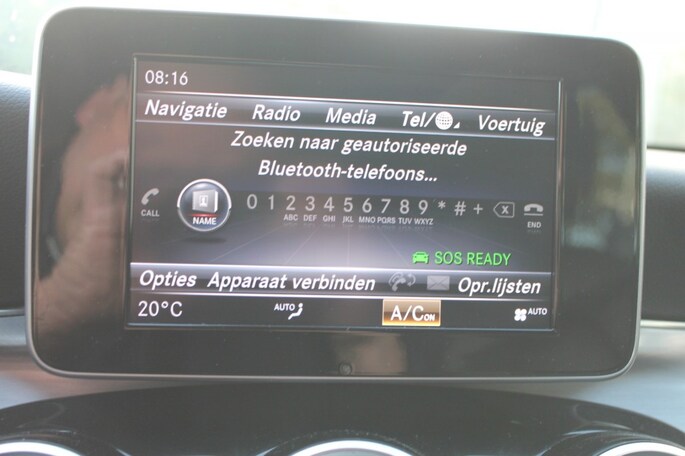 08:16
Navigatie Radio Media Tel/ Voertuig
Zoeken naar geautoriseerde
Bluetooth-telefoons...
CALL NAME 0 1 2 3 4 5 6 7 8 9 * # + END
ABC DEF GHI JKL MNO PQRS TUV WXYZ
SOS READY
Opties Apparaat verbinden Opr.lijsten
20°C AUTO A/C ON AUTO